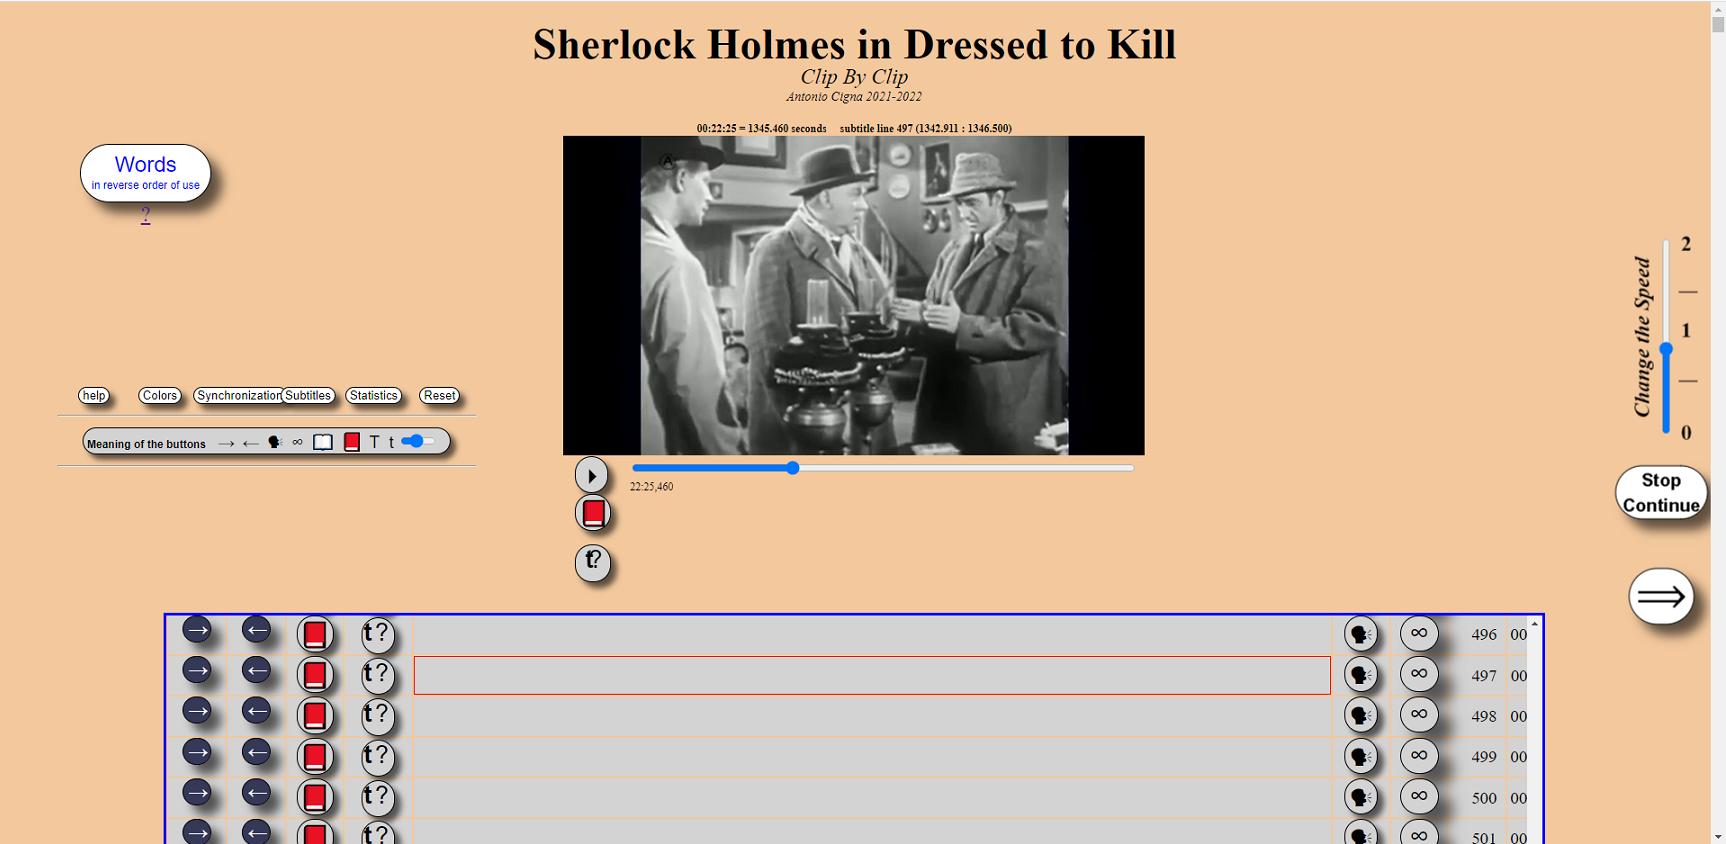 Sherlock Holmes in Dressed to Kill
Clip By Clip
Antonio Cigna 2021-2022
00:22:25 = 1345.460 seconds subtitle line 497 (1342.911 : 1346.500)
Words
in reverse order of use
?
A
2
1
0
Change the Speed
help Colors Synchronization Subtitles Statistics Reset
Meaning of the buttons → ← ∞ T t
22:25,460
t?
Stop
Continue
⇒
→ ← t? ∞ 496 00
→ ← t? ∞ 497 00
→ ← t? ∞ 498 00
→ ← t? ∞ 499 00
→ ← t? ∞ 500 00
→ ← t? ∞ 501 00